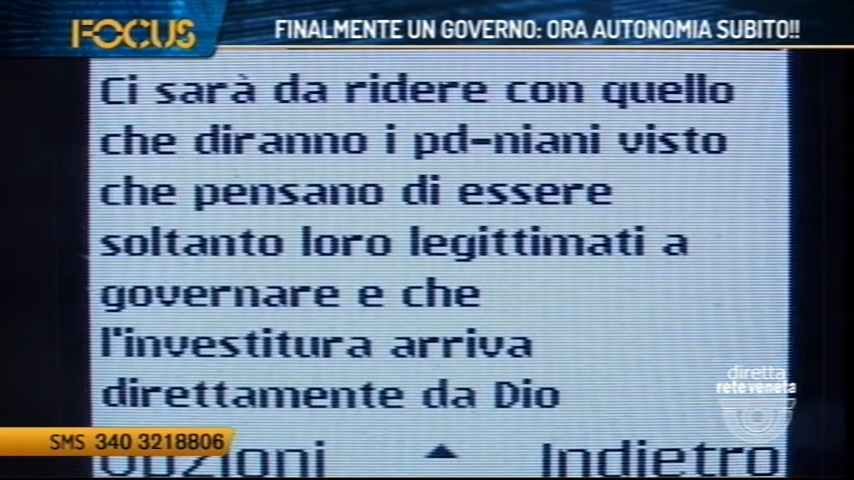 FOCUS
FINALMENTE UN GOVERNO: ORA AUTONOMIA SUBITO!!
Ci sarà da ridere con quello
che diranno i pd-niani visto
che pensano di essere
soltanto loro legittimati a
governare e che
l'investitura arriva
direttamente da Dio
diretta
reteveneta
SMS 340 3218806
Opzioni Indietro